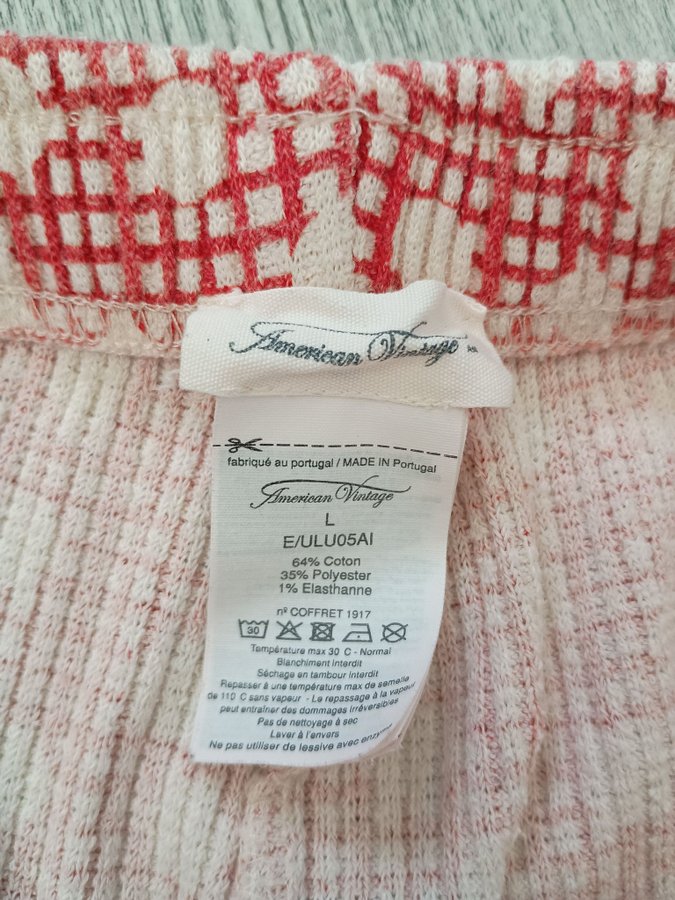 American Vintage
fabriqué au portugal / MADE IN Portugal
American Vintage
L
E/ULU05AI
64% Coton
35% Polyester
1% Elasthanne
nº COFFRET 1917
30
Température max 30 C - Normal
Blanchiment interdit
Séchage en tambour interdit
Repasser à une température max de semelle
de 110 C sans vapeur - Le repassage à la vapeur
peut entraîner des dommages irréversibles
Pas de nettoyage à sec
Laver à l'envers
Ne pas utiliser de lessive avec